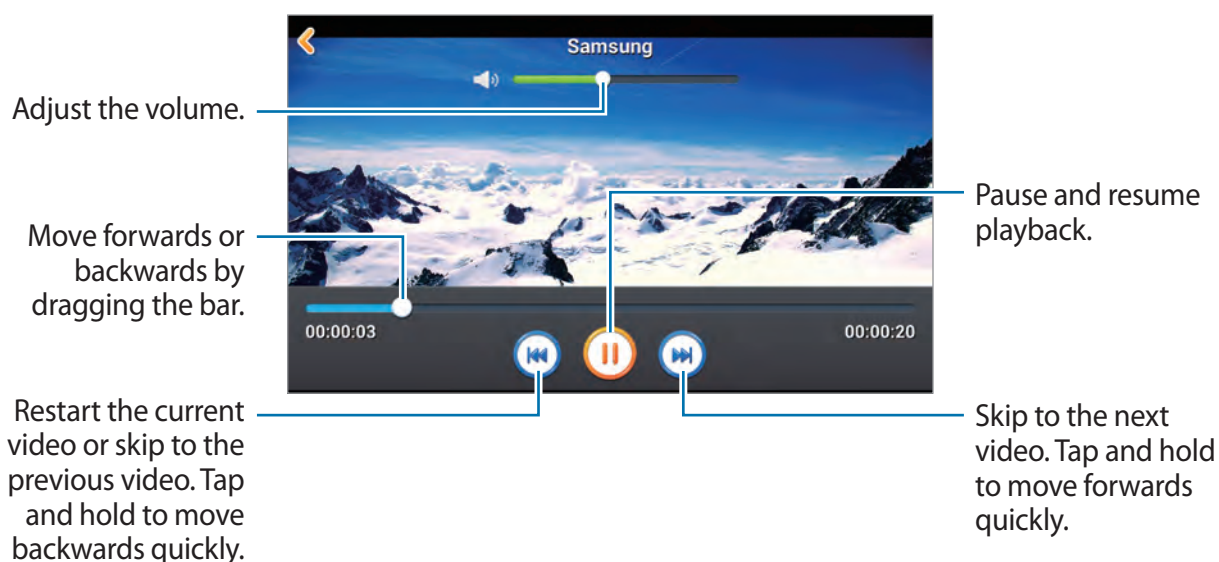 Samsung
Adjust the volume.
Move forwards or
backwards by
dragging the bar.
Pause and resume
playback.
00:00:03
00:00:20
Restart the current
video or skip to the
previous video. Tap
and hold to move
backwards quickly.
Skip to the next
video. Tap and hold
to move forwards
quickly.